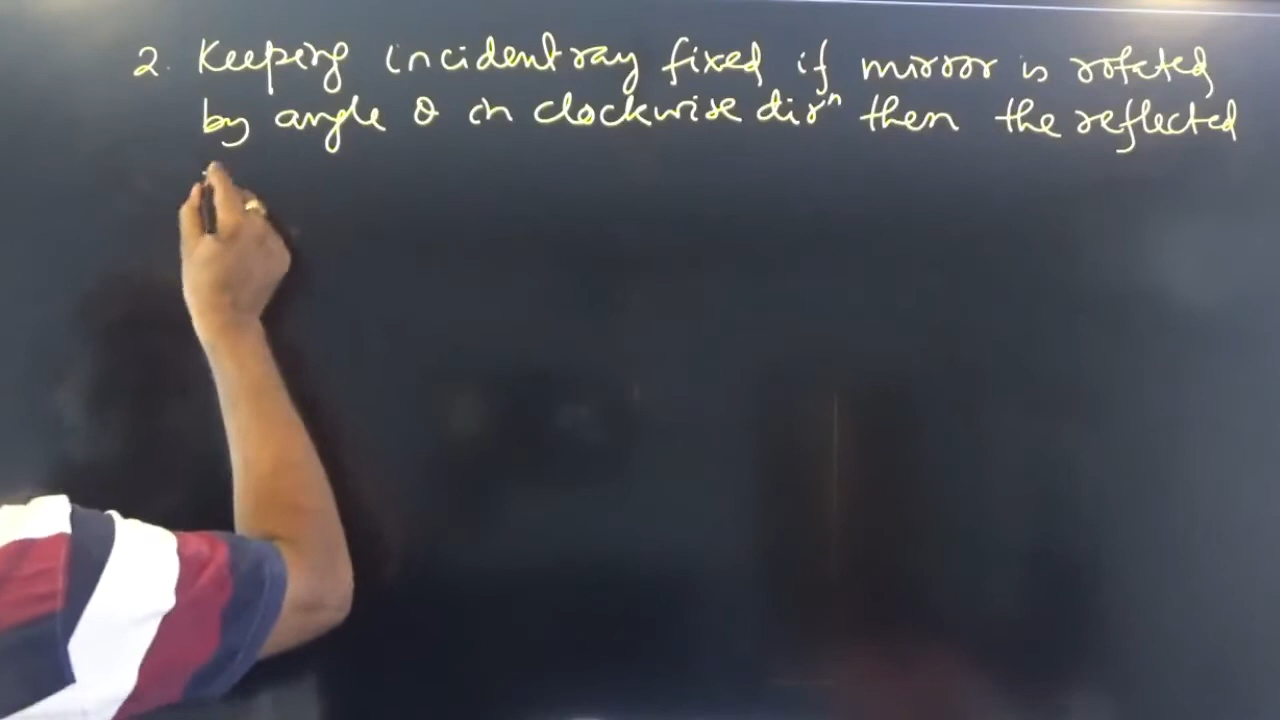 2. Keeping incident ray fixed if mirror is rotated
by angle θ in clockwise dirⁿ then the reflected